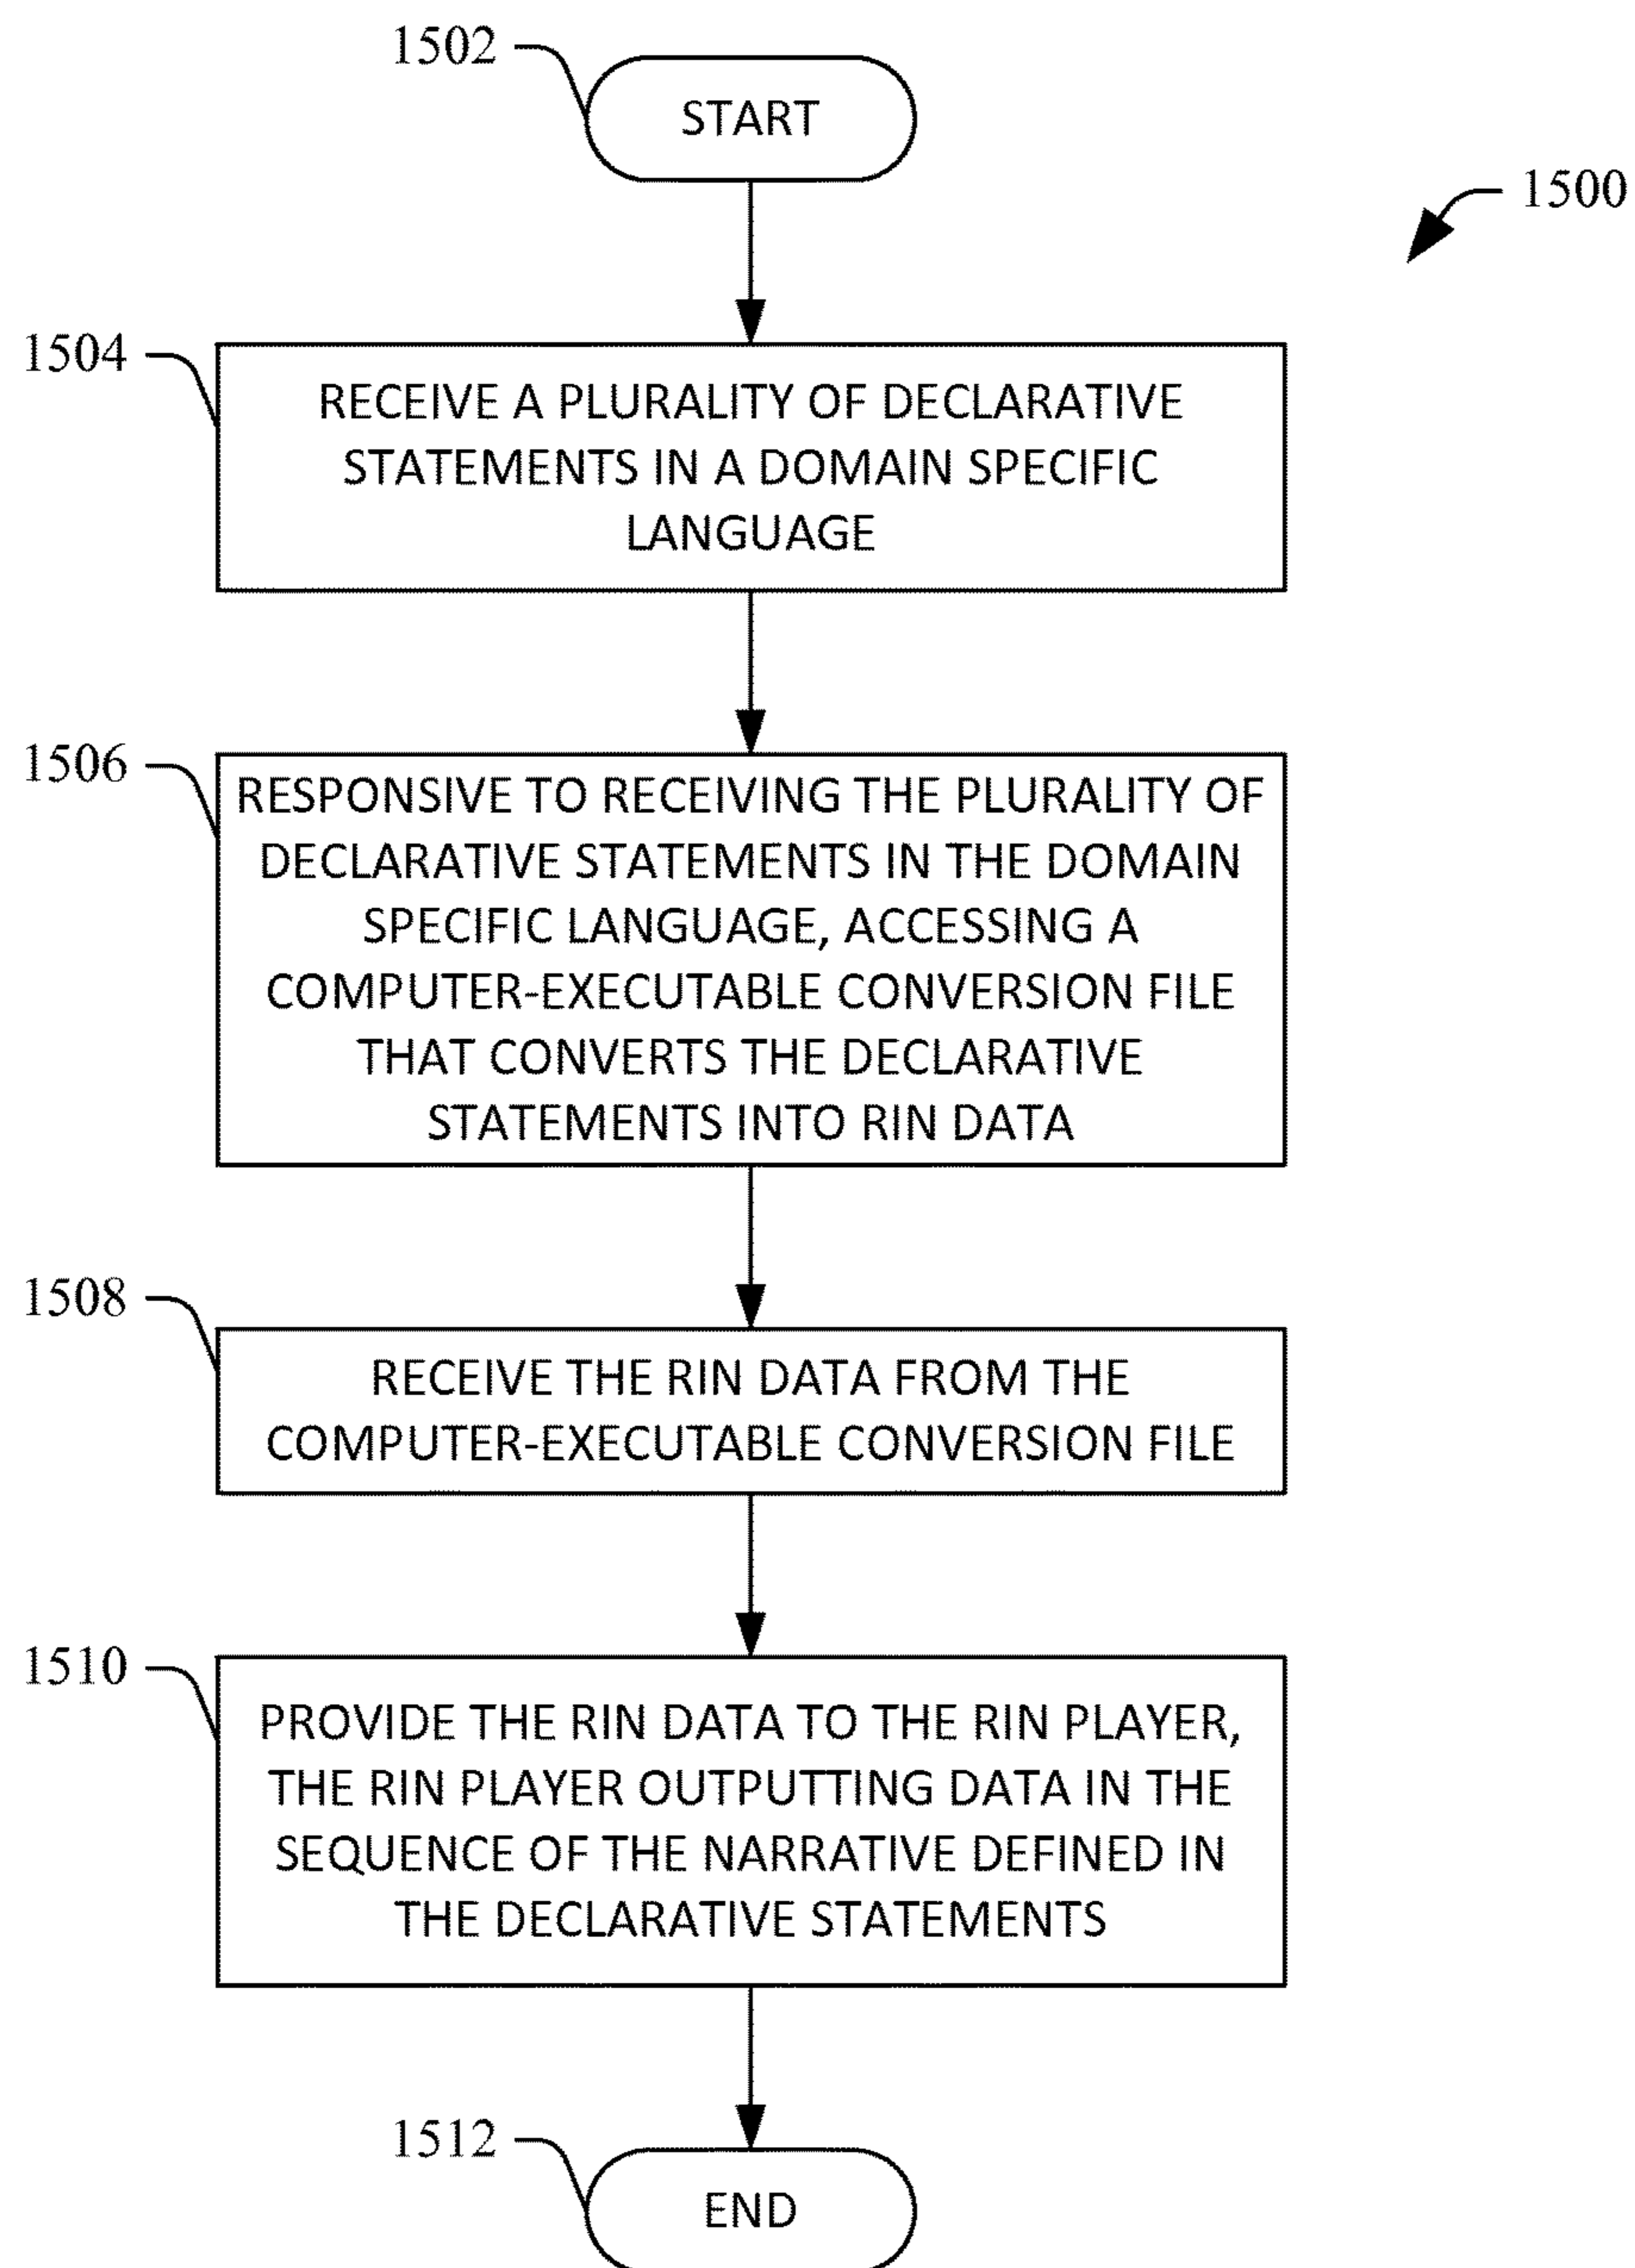 1502
START
1500
1504
RECEIVE A PLURALITY OF DECLARATIVE
STATEMENTS IN A DOMAIN SPECIFIC
LANGUAGE
1506
RESPONSIVE TO RECEIVING THE PLURALITY OF
DECLARATIVE STATEMENTS IN THE DOMAIN
SPECIFIC LANGUAGE, ACCESSING A
COMPUTER-EXECUTABLE CONVERSION FILE
THAT CONVERTS THE DECLARATIVE
STATEMENTS INTO RIN DATA
1508
RECEIVE THE RIN DATA FROM THE
COMPUTER-EXECUTABLE CONVERSION FILE
1510
PROVIDE THE RIN DATA TO THE RIN PLAYER,
THE RIN PLAYER OUTPUTTING DATA IN THE
SEQUENCE OF THE NARRATIVE DEFINED IN
THE DECLARATIVE STATEMENTS
1512
END